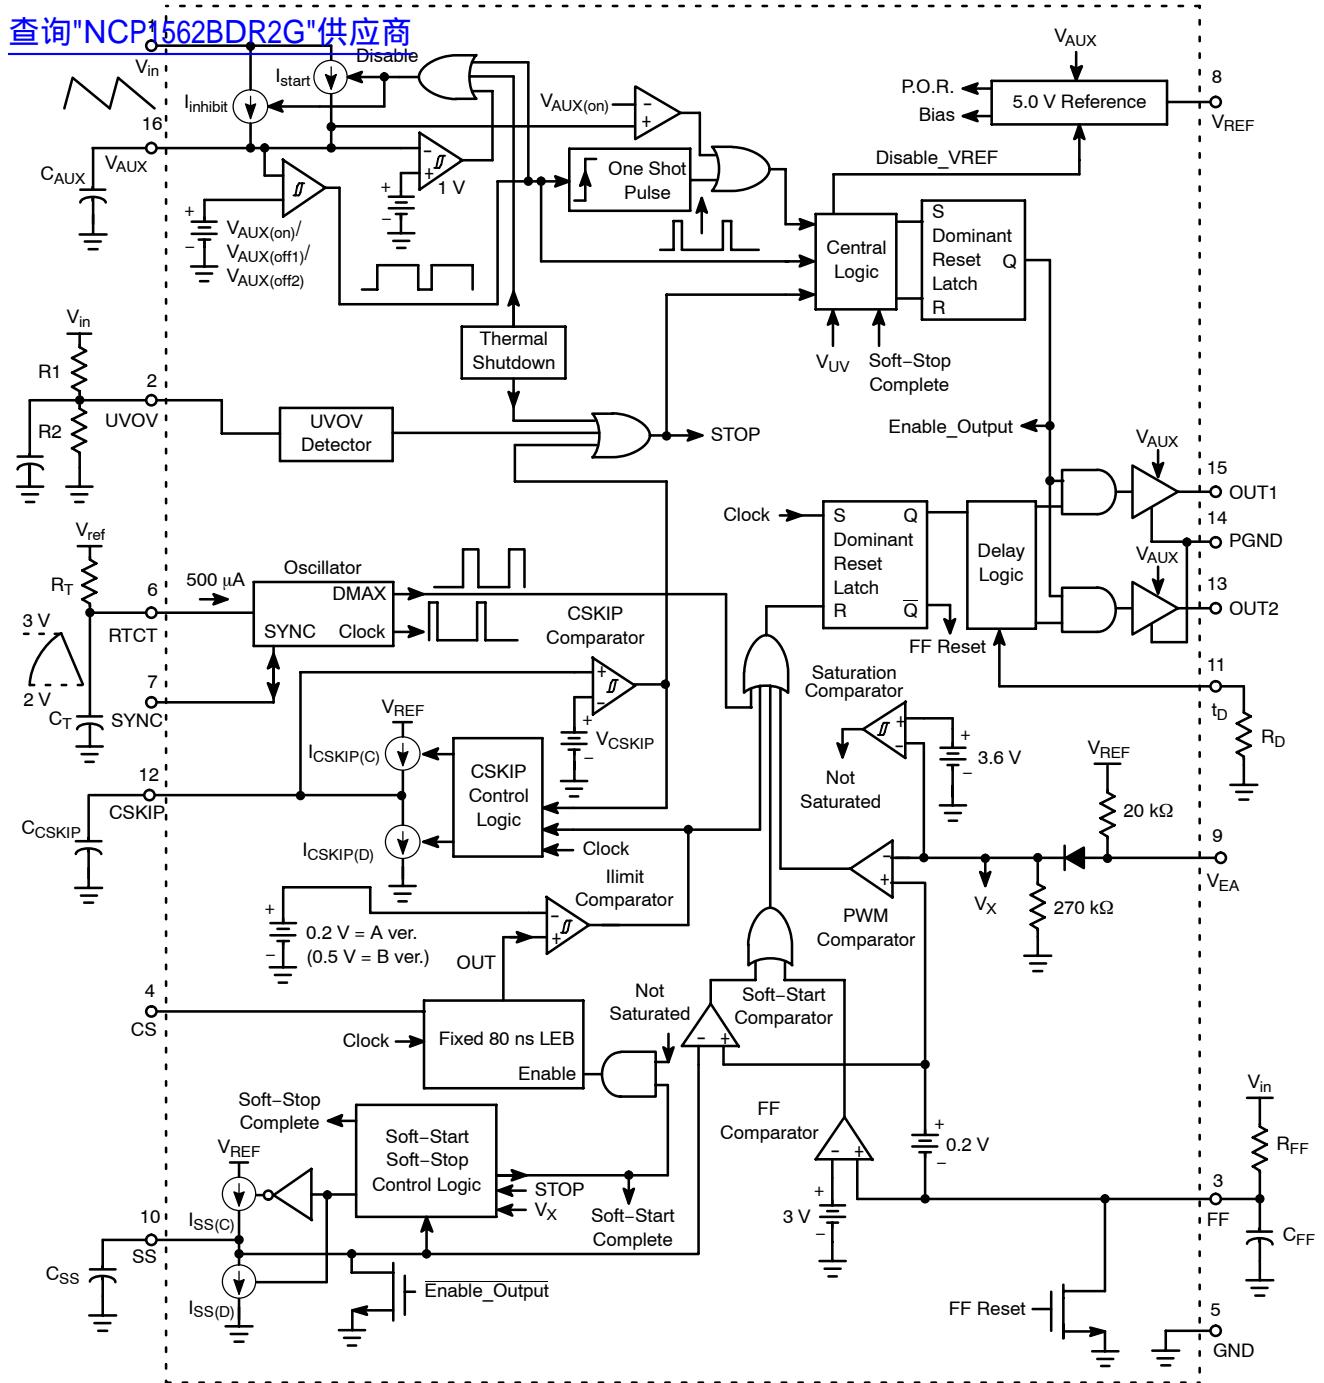 查询"NCP1562BDR2G"供应商
1
Vin
Disable
Istart
Iinhibit
16
VAUX
CAUX
+
−
VAUX(on)/
VAUX(off1)/
VAUX(off2)
−
+
+
−
1 V
VAUX(on)
−
+
One Shot
Pulse
VAUX
P.O.R.
Bias
5.0 V Reference
8
VREF
Disable_VREF
Central
Logic
S
Dominant
Reset
Latch
R
Q
VUV
Soft−Stop
Complete
Thermal
Shutdown
Vin
R1
R2
2
UVOV
UVOV
Detector
STOP
Enable_Output
VAUX
15
OUT1
14
PGND
VAUX
13
OUT2
Clock
S
Q
Dominant
Reset
Latch
R
Q
Delay
Logic
FF Reset
11
tD
RD
Vref
RT
6
RTCT
500 μA
Oscillator
DMAX
SYNC
Clock
3 V
2 V
7
SYNC
CT
CSKIP
Comparator
+
−
+
−
VCSKIP
Saturation
Comparator
+
−
+
−
3.6 V
Not
Saturated
VREF
ICSKIP(C)
CSKIP
Control
Logic
ICSKIP(D)
Clock
12
CSKIP
CCSKIP
VREF
20 kΩ
9
VEA
VX
270 kΩ
−
+
PWM
Comparator
Ilimit
Comparator
−
+
+
−
0.2 V = A ver.
(0.5 V = B ver.)
OUT
4
CS
Clock
Fixed 80 ns LEB
Enable
Not
Saturated
−
+
Soft−Start
Comparator
FF
Comparator
−
+
+
−
3 V
+
−
0.2 V
Vin
RFF
3
FF
CFF
Soft−Stop
Complete
Soft−Start
Soft−Stop
Control Logic
STOP
VX
Soft−Start
Complete
VREF
ISS(C)
10
SS
CSS
ISS(D)
Enable_Output
FF Reset
5
GND